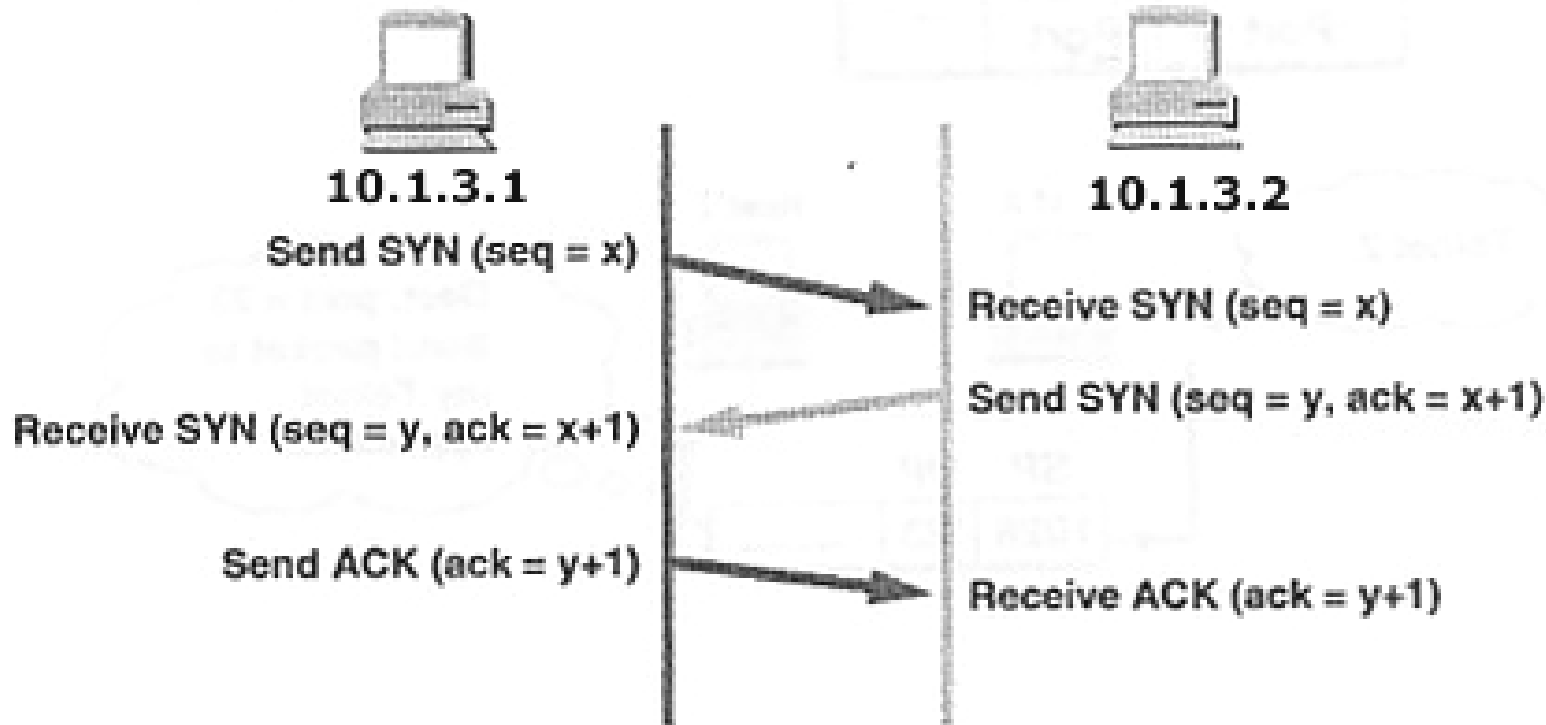 10.1.3.1
10.1.3.2
Send SYN (seq = x)
Receive SYN (seq = x)
Send SYN (seq = y, ack = x+1)
Receive SYN (seq = y, ack = x+1)
Send ACK (ack = y+1)
Receive ACK (ack = y+1)